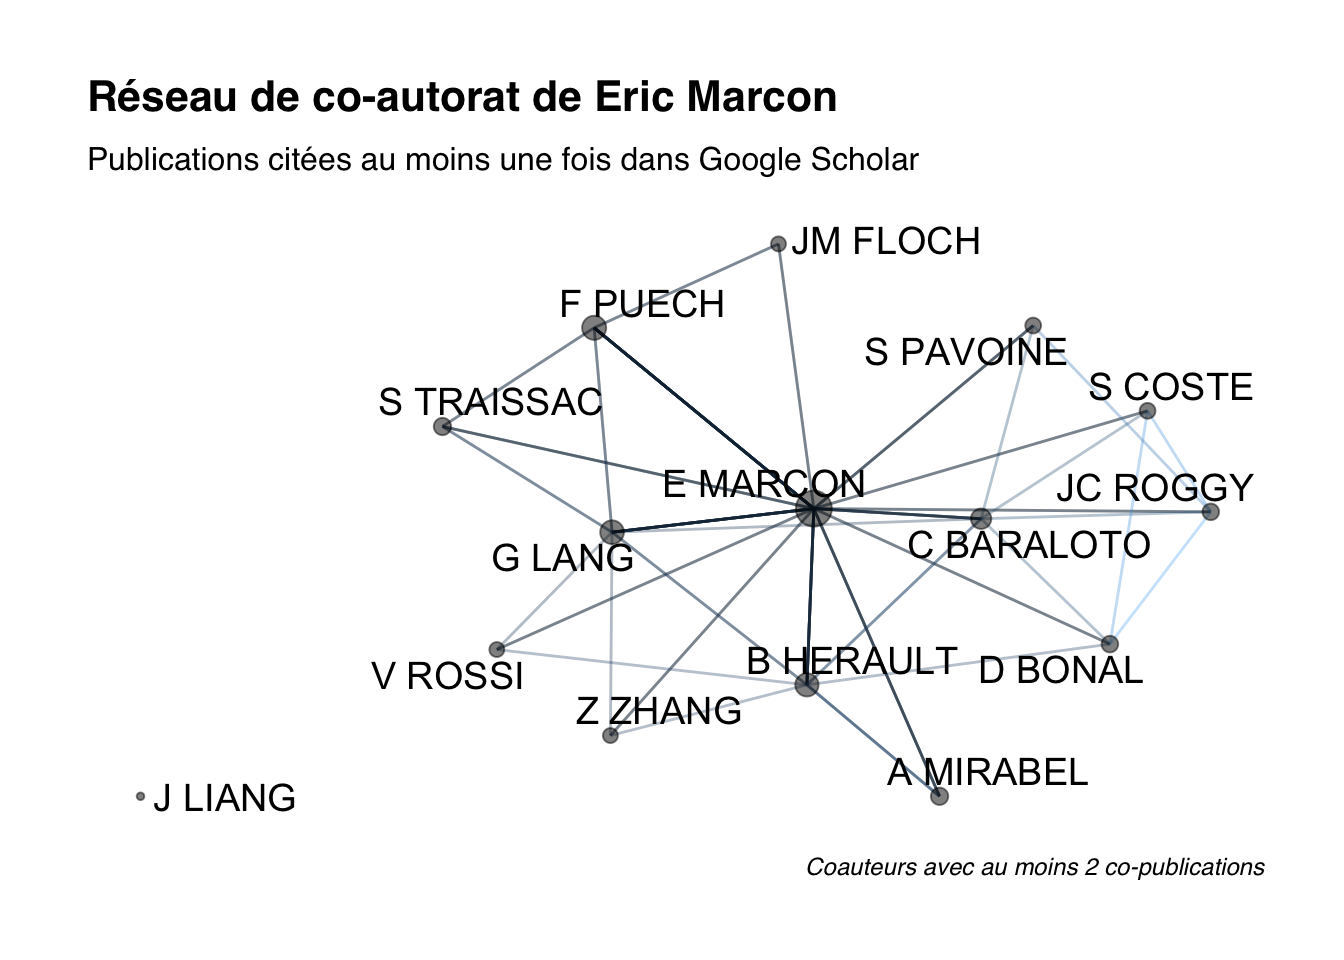 Réseau de co-autorat de Eric Marcon
Publications citées au moins une fois dans Google Scholar
JM FLOCH
F PUECH
S PAVOINE
S COSTE
S TRAISSAC
E MARCON
JC ROGGY
C BARALOTO
G LANG
B HERAULT
D BONAL
V ROSSI
Z ZHANG
A MIRABEL
J LIANG
Coauteurs avec au moins 2 co-publications